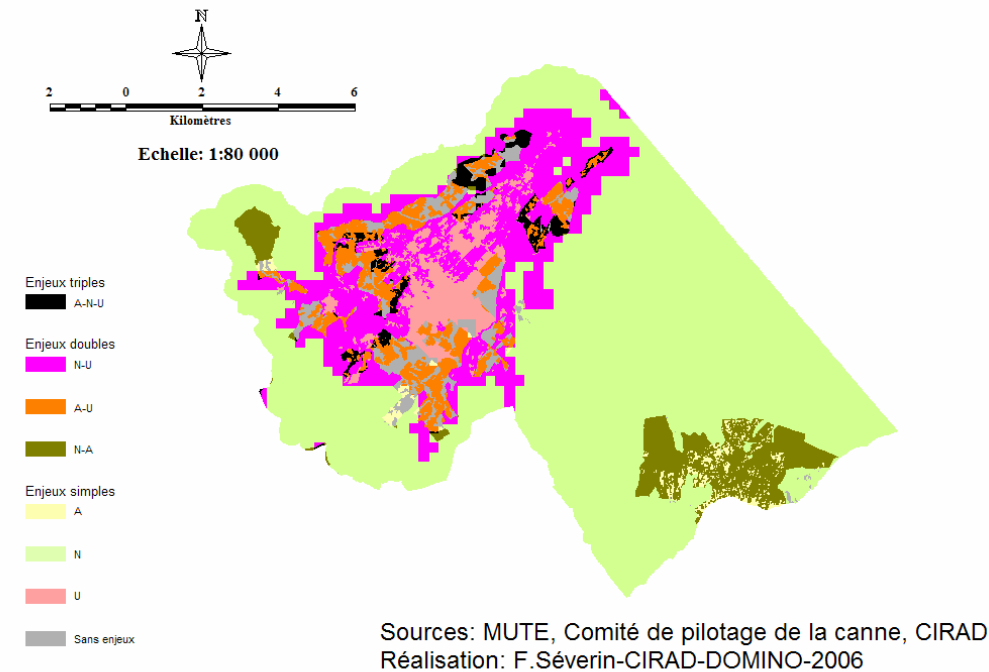 N
2 0 2 4 6
Kilomètres
Echelle: 1:80 000
Enjeux triples
A-N-U
Enjeux doubles
N-U
A-U
N-A
Enjeux simples
A
N
U
Sans enjeux
Sources: MUTE, Comité de pilotage de la canne, CIRAD
Réalisation: F.Séverin-CIRAD-DOMINO-2006